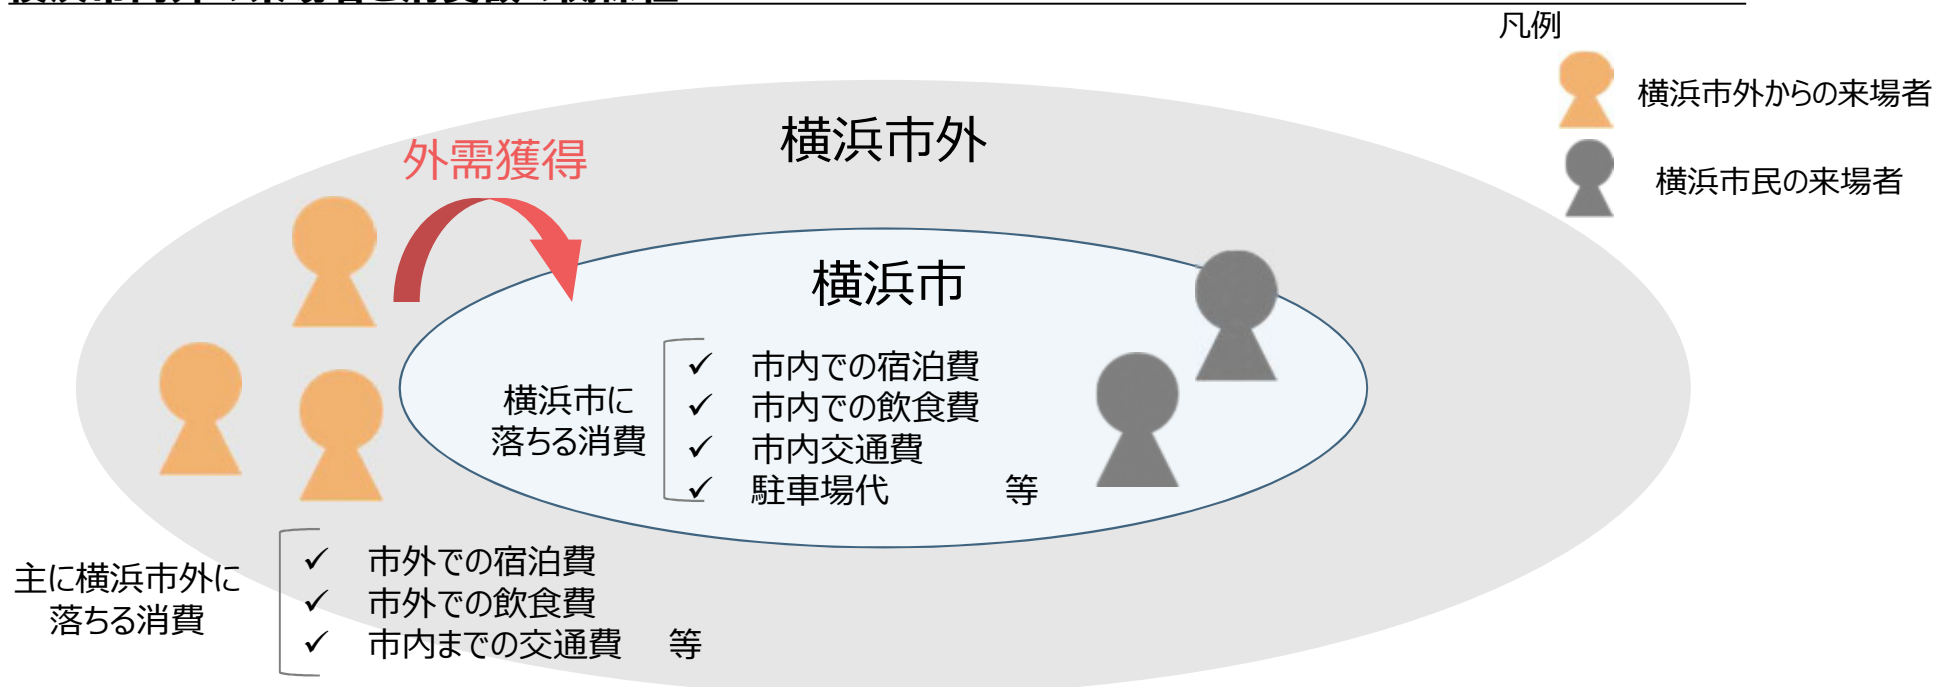 凡例
横浜市外からの来場者
横浜市民の来場者
横浜市外
外需獲得
横浜市
横浜市に
落ちる消費
✓ 市内での宿泊費
✓ 市内での飲食費
✓ 市内交通費
✓ 駐車場代 等
主に横浜市外に
落ちる消費
✓ 市外での宿泊費
✓ 市外での飲食費
✓ 市内までの交通費 等